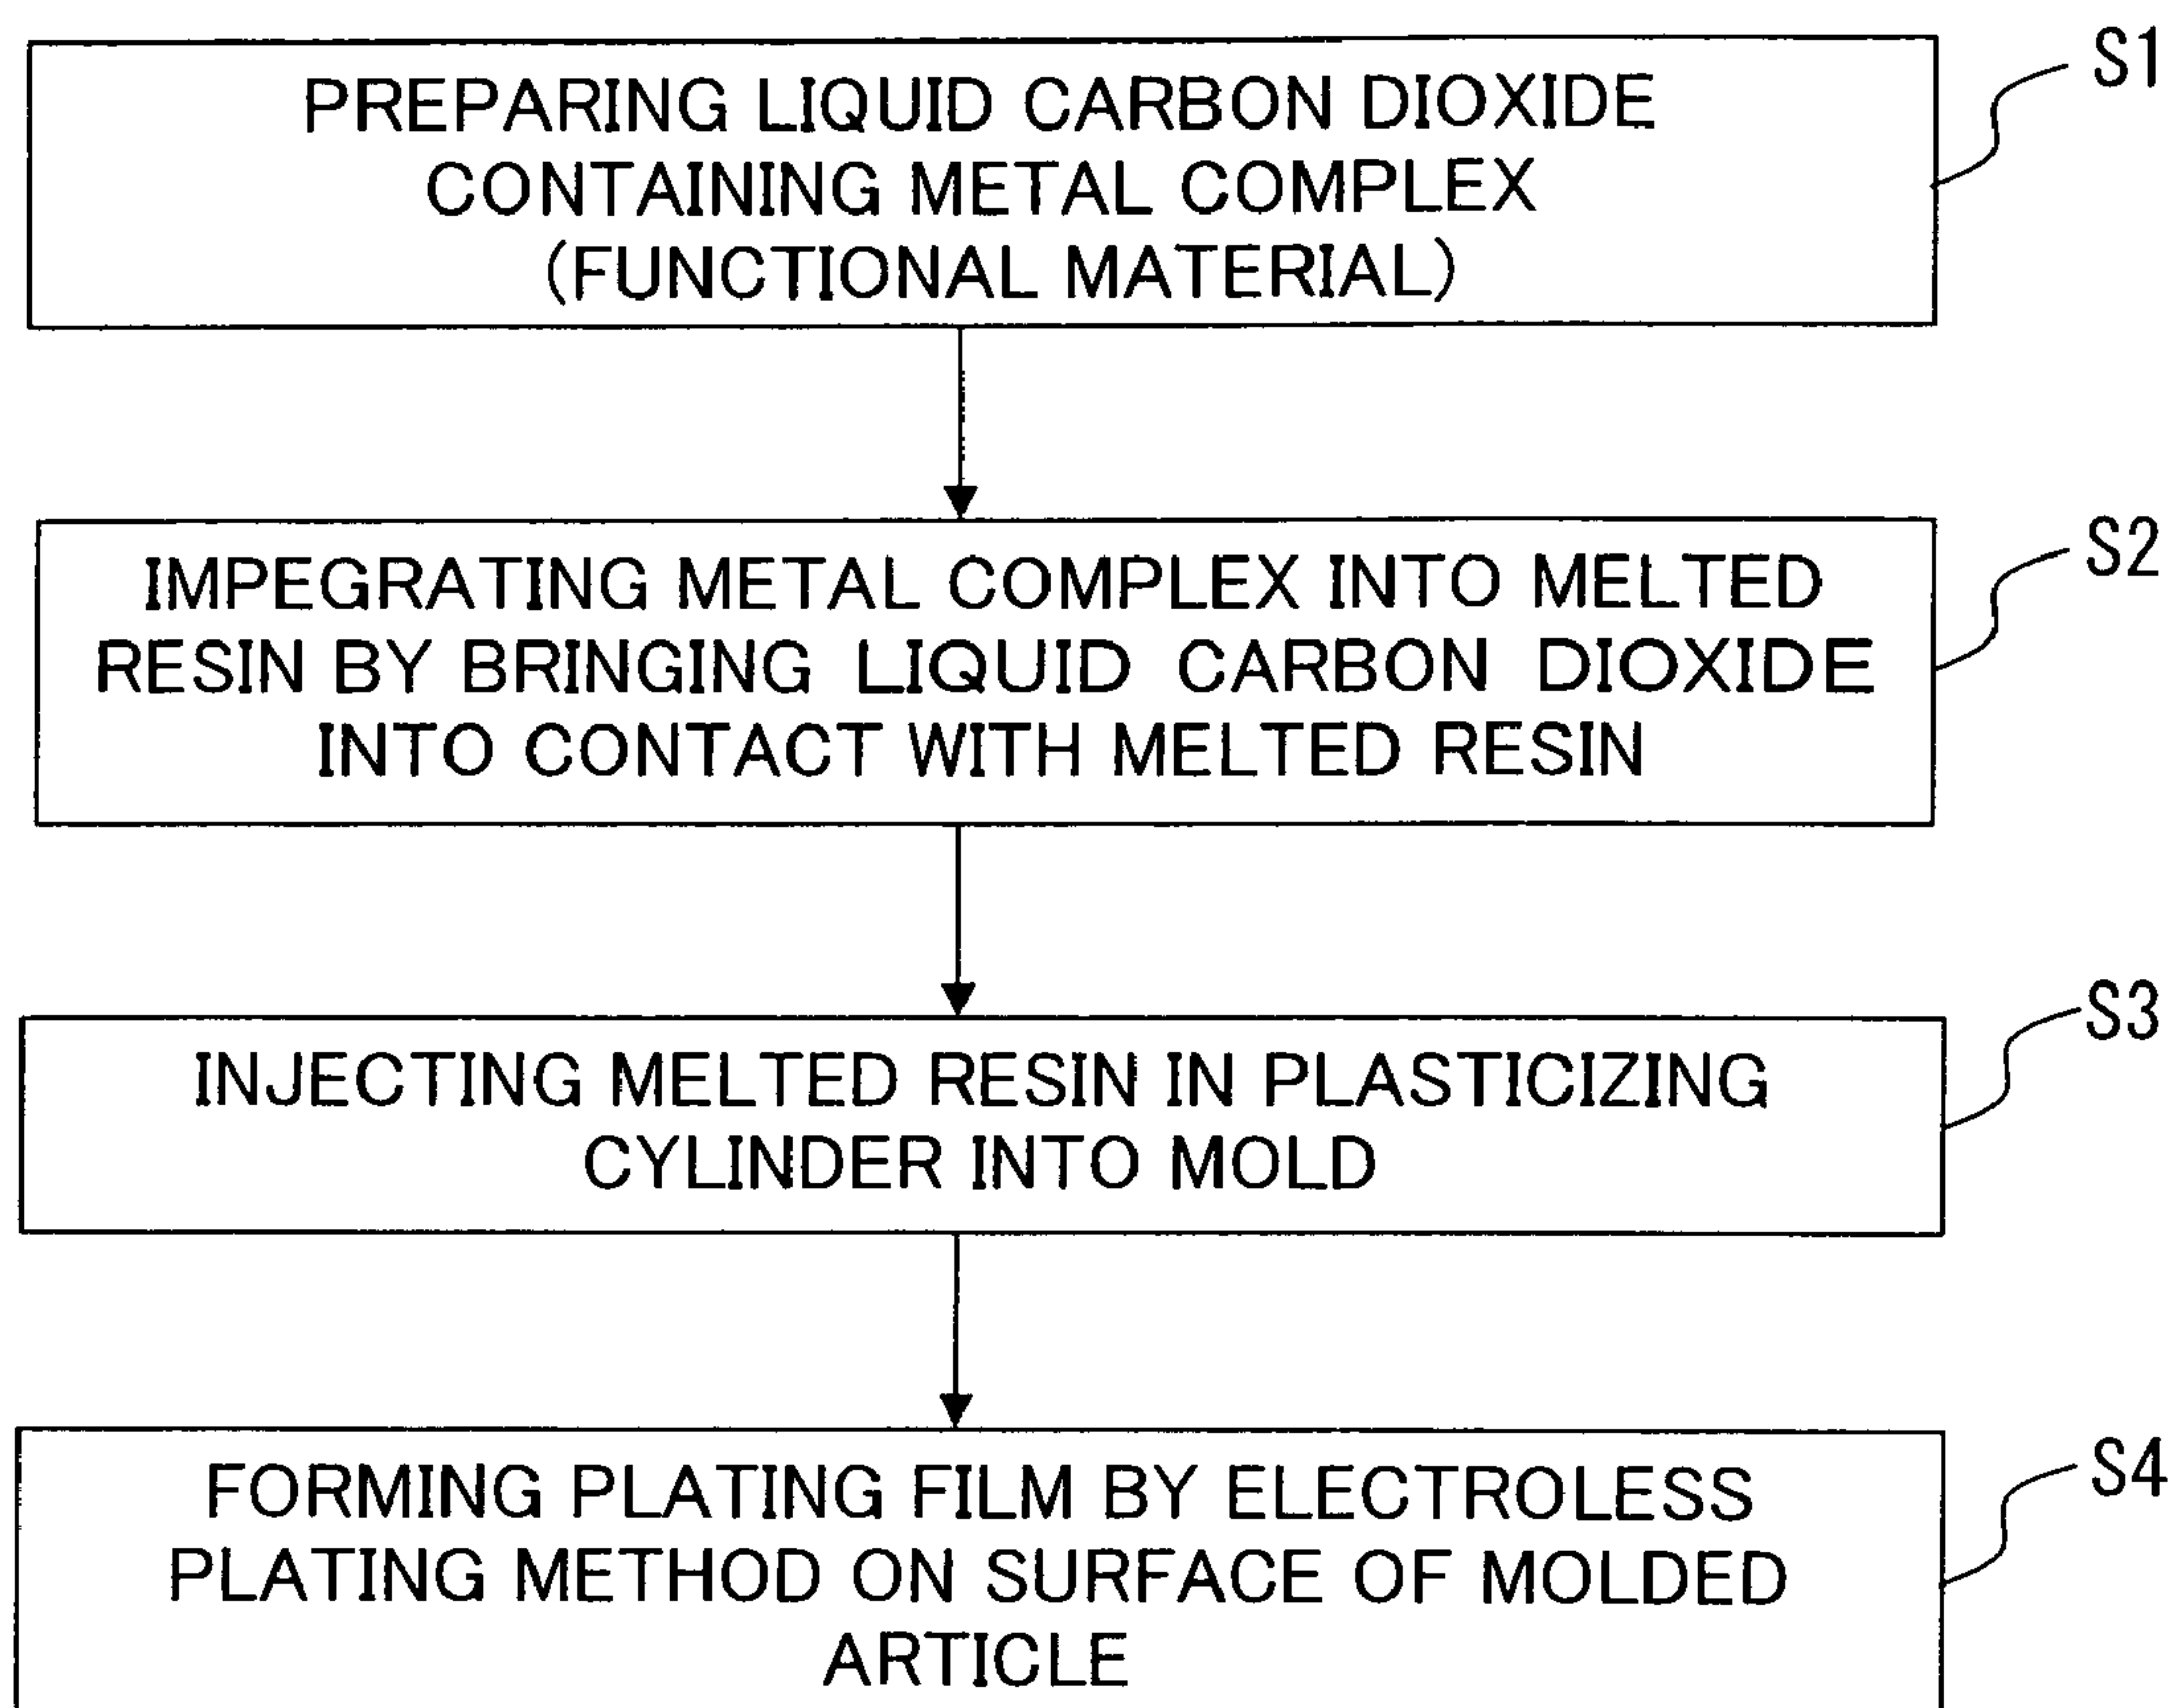 S1
PREPARING LIQUID CARBON DIOXIDE
CONTAINING METAL COMPLEX
(FUNCTIONAL MATERIAL)
S2
IMPEGRATING METAL COMPLEX INTO MELTED
RESIN BY BRINGING LIQUID CARBON DIOXIDE
INTO CONTACT WITH MELTED RESIN
S3
INJECTING MELTED RESIN IN PLASTICIZING
CYLINDER INTO MOLD
S4
FORMING PLATING FILM BY ELECTROLESS
PLATING METHOD ON SURFACE OF MOLDED
ARTICLE